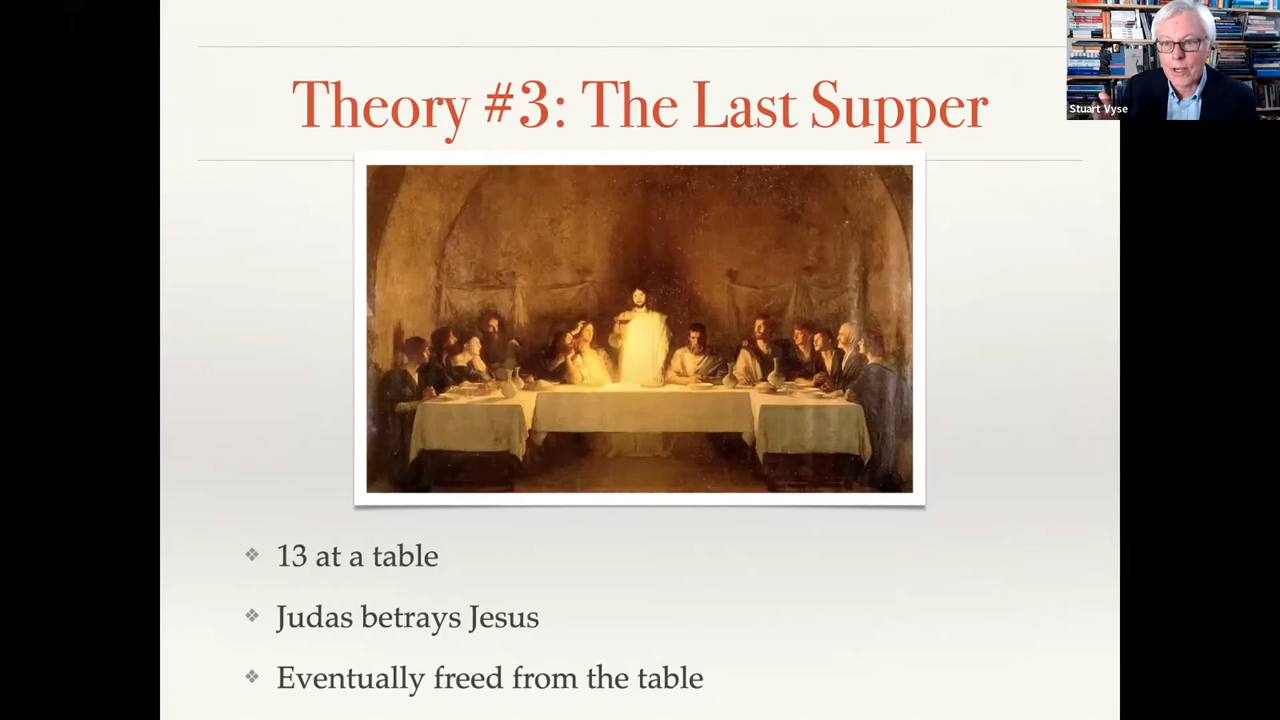 Theory #3: The Last Supper
Stuart Vyse
13 at a table
Judas betrays Jesus
Eventually freed from the table